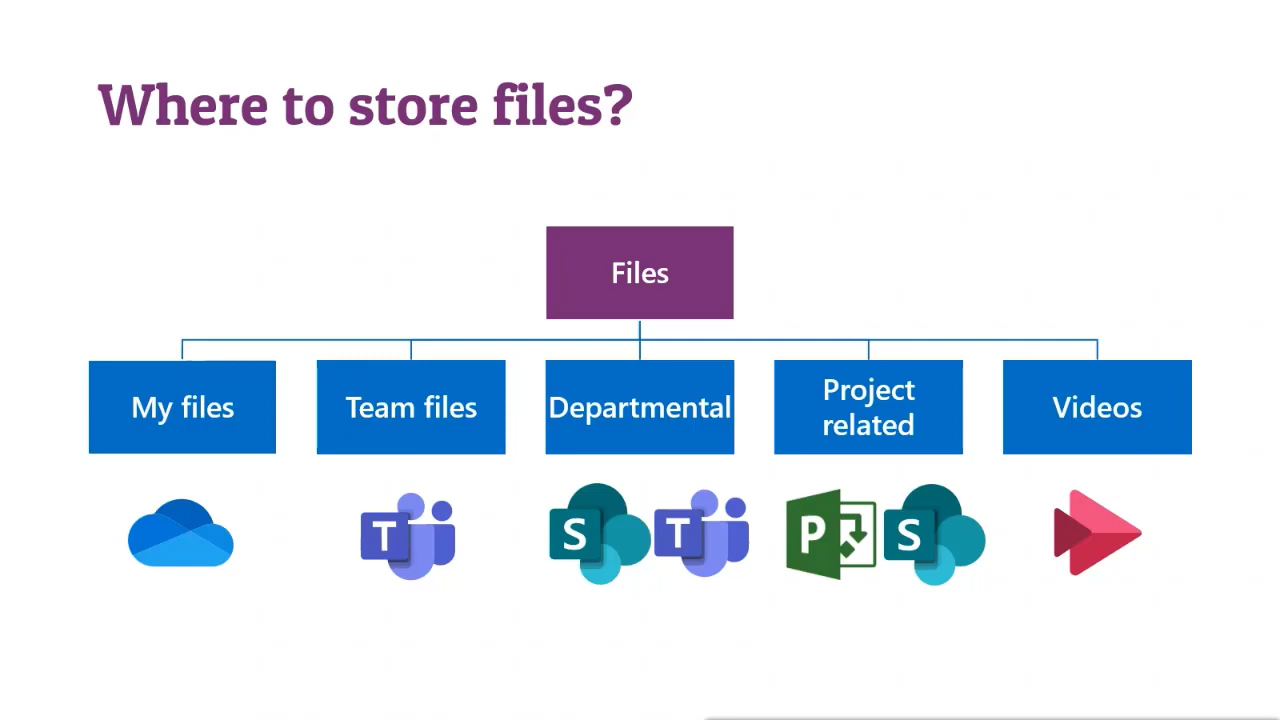 Where to store files?
Files
My files
Team files
Departmental
Project
related
Videos
T
S
T
P
S